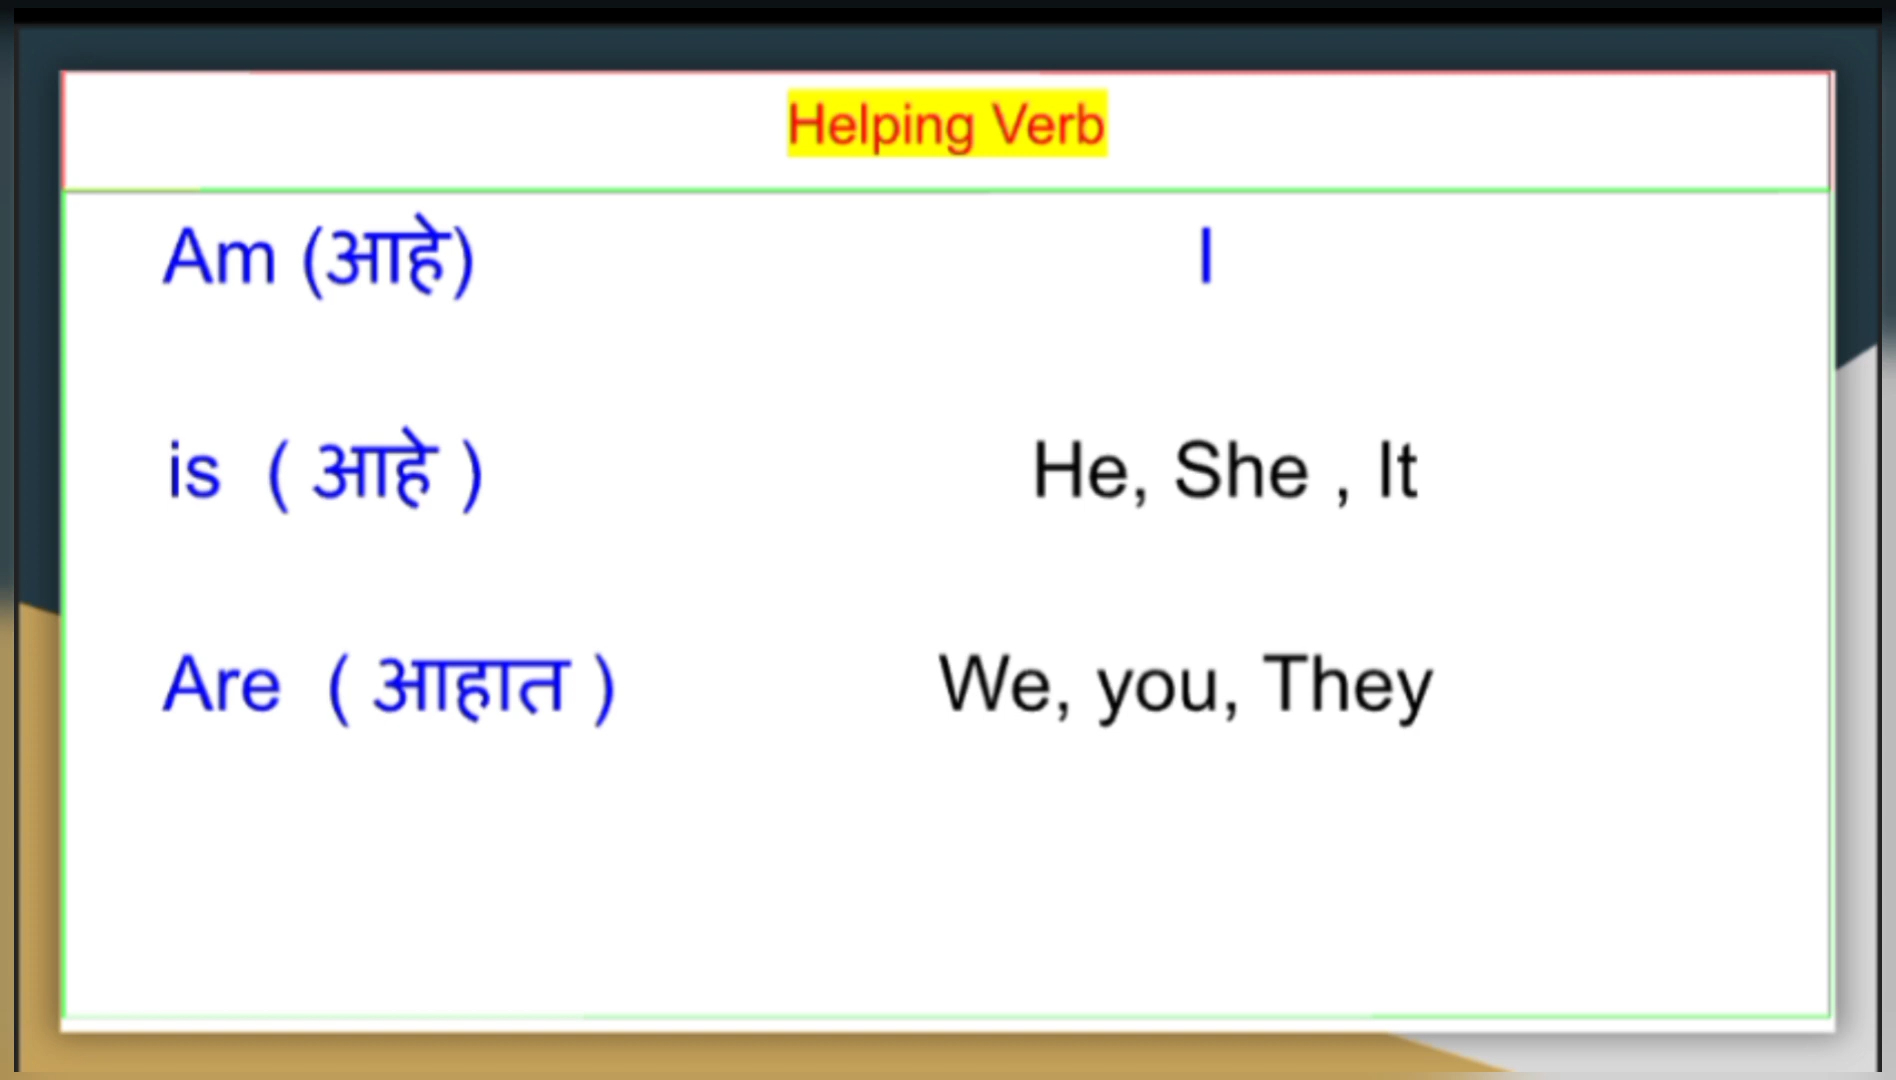 Helping Verb
Am (आहे) I
is ( आहे ) He, She , It
Are ( आहात ) We, you, They